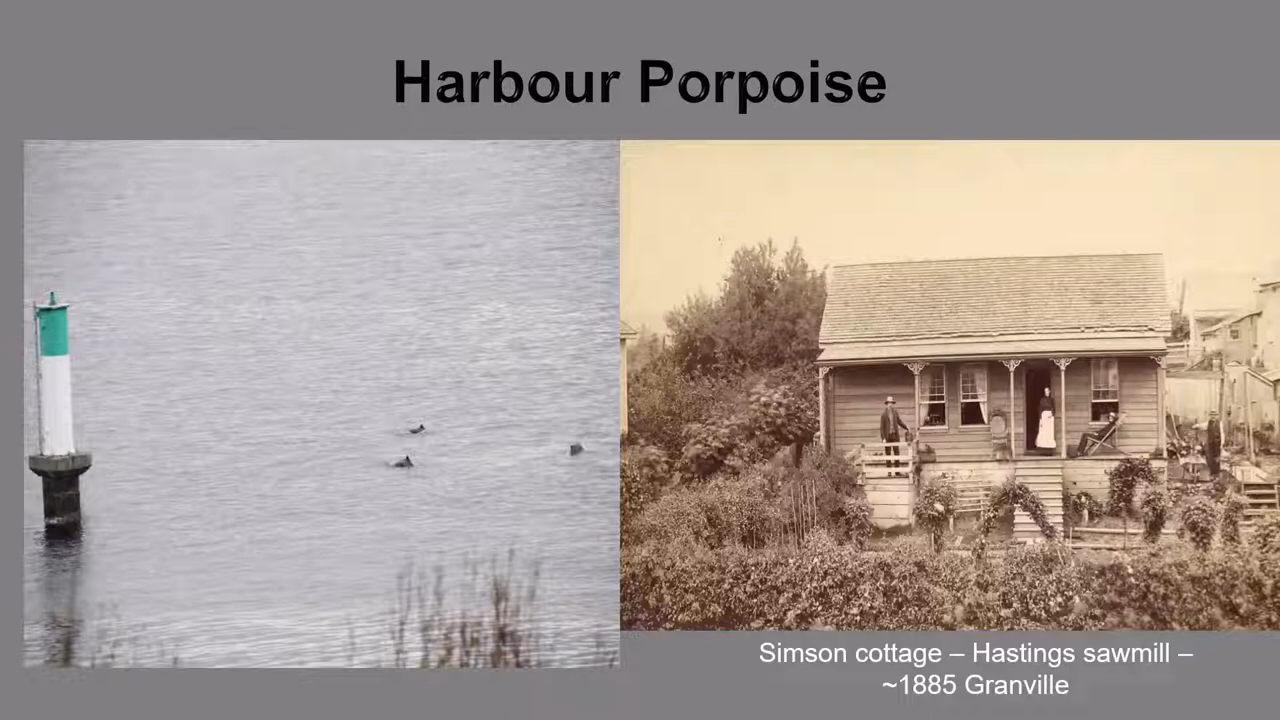 Harbour Porpoise
Simson cottage – Hastings sawmill –
~1885 Granville